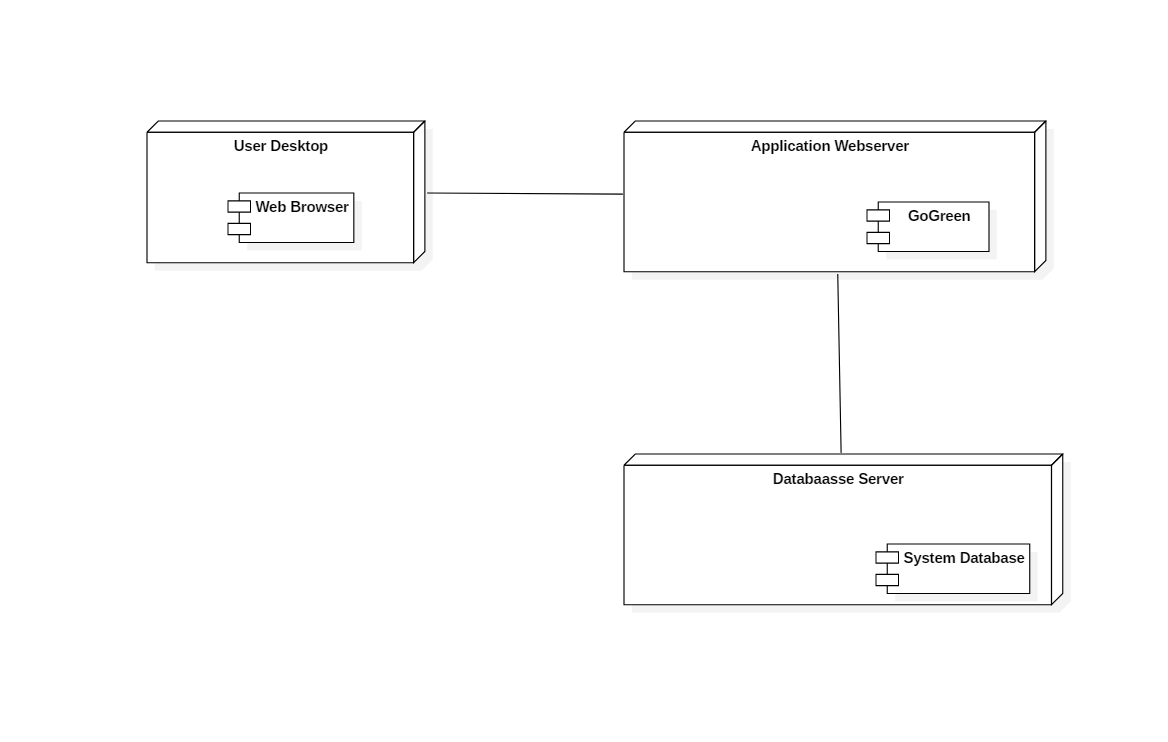 User Desktop
Web Browser
Application Webserver
GoGreen
Databaasse Server
System Database